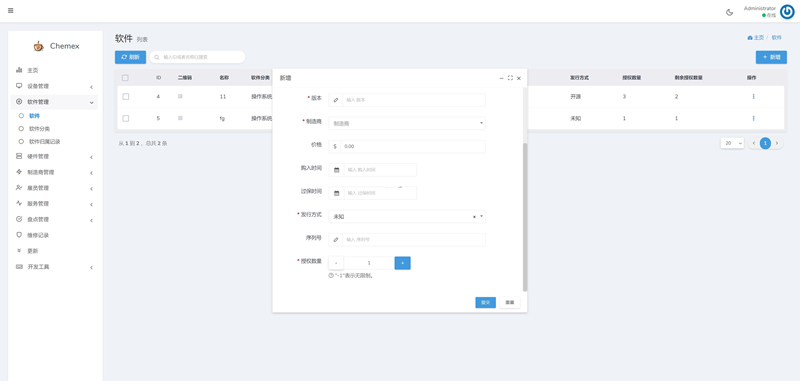 Administrator
在线
Chemex
软件 列表
主页 / 软件
刷新
输入ID或者名称以搜索
+ 新增
主页
设备管理
软件管理
软件
软件分类
软件归属记录
硬件管理
制造商管理
雇员管理
服务管理
盘点管理
维修记录
更新
开发工具
ID 二维码 名称 软件分类 发行方式 授权数量 剩余授权数量 操作
4 11 操作系统 开源 3 2
5 fg 操作系统 未知 1 1
从 1 到 2 ，总共 2 条
20
1
新增
* 版本 输入 版本
* 制造商 制造商
价格 $ 0.00
购入时间 输入 购入时间
过保时间 输入 过保时间
* 发行方式 未知
序列号 输入 序列号
* 授权数量 - 1 +
"-1"表示无限制。
提交 重置